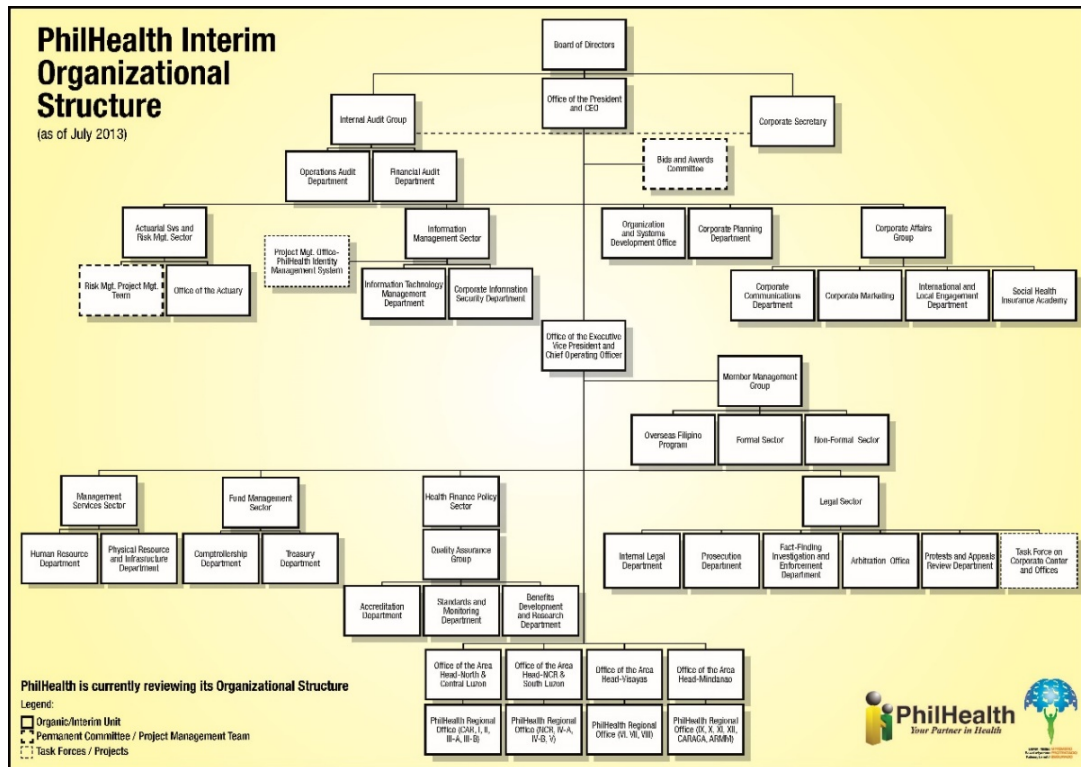 PhilHealth Interim
Organizational
Structure
(as of July 2013)
Board of Directors
Office of the President
and CEO
Internal Audit Group
Corporate Secretary
Bids and Awards
Committee
Operations Audit
Department
Financial Audit
Department
Actuarial Svs and
Risk Mgt. Sector
Information
Management Sector
Organization
and Systems
Development Office
Corporate Planning
Department
Corporate Affairs
Group
Risk Mgt. Project Mgt.
Team
Office of the Actuary
Project Mgt. Office-
PhilHealth Identity
Management System
Information Technology
Management
Department
Corporate Information
Security Department
Corporate
Communications
Department
Corporate Marketing
International and
Local Engagement
Department
Social Health
Insurance Academy
Office of the Executive
Vice President and
Chief Operating Officer
Member Management
Group
Overseas Filipino
Program
Formal Sector
Non-Formal Sector
Management
Services Sector
Fund Management
Sector
Health Finance Policy
Sector
Legal Sector
Human Resource
Department
Physical Resource
and Infrastructure
Department
Comptrollership
Department
Treasury
Department
Quality Assurance
Group
Internal Legal
Department
Prosecution
Department
Fact-Finding
Investigation and
Enforcement
Department
Arbitration Office
Protests and Appeals
Review Department
Task Force on
Corporate Center
and Offices
Accreditation
Department
Standards and
Monitoring
Department
Benefits
Development
and Research
Department
Office of the Area
Head-North &
Central Luzon
Office of the Area
Head-NCR &
South Luzon
Office of the Area
Head-Visayas
Office of the Area
Head-Mindanao
PhilHealth Regional
Office (CAR, I, II,
III-A, III-B)
PhilHealth Regional
Office (NCR, IV-A,
IV-B, V)
PhilHealth Regional
Office (VI, VII, VIII)
PhilHealth Regional
Office (IX, X, XI, XII,
CARAGA, ARMM)
PhilHealth is currently reviewing its Organizational Structure
Legend:
Organic/Interim Unit
Permanent Committee / Project Management Team
Task Forces / Projects
PhilHealth
Your Partner in Health